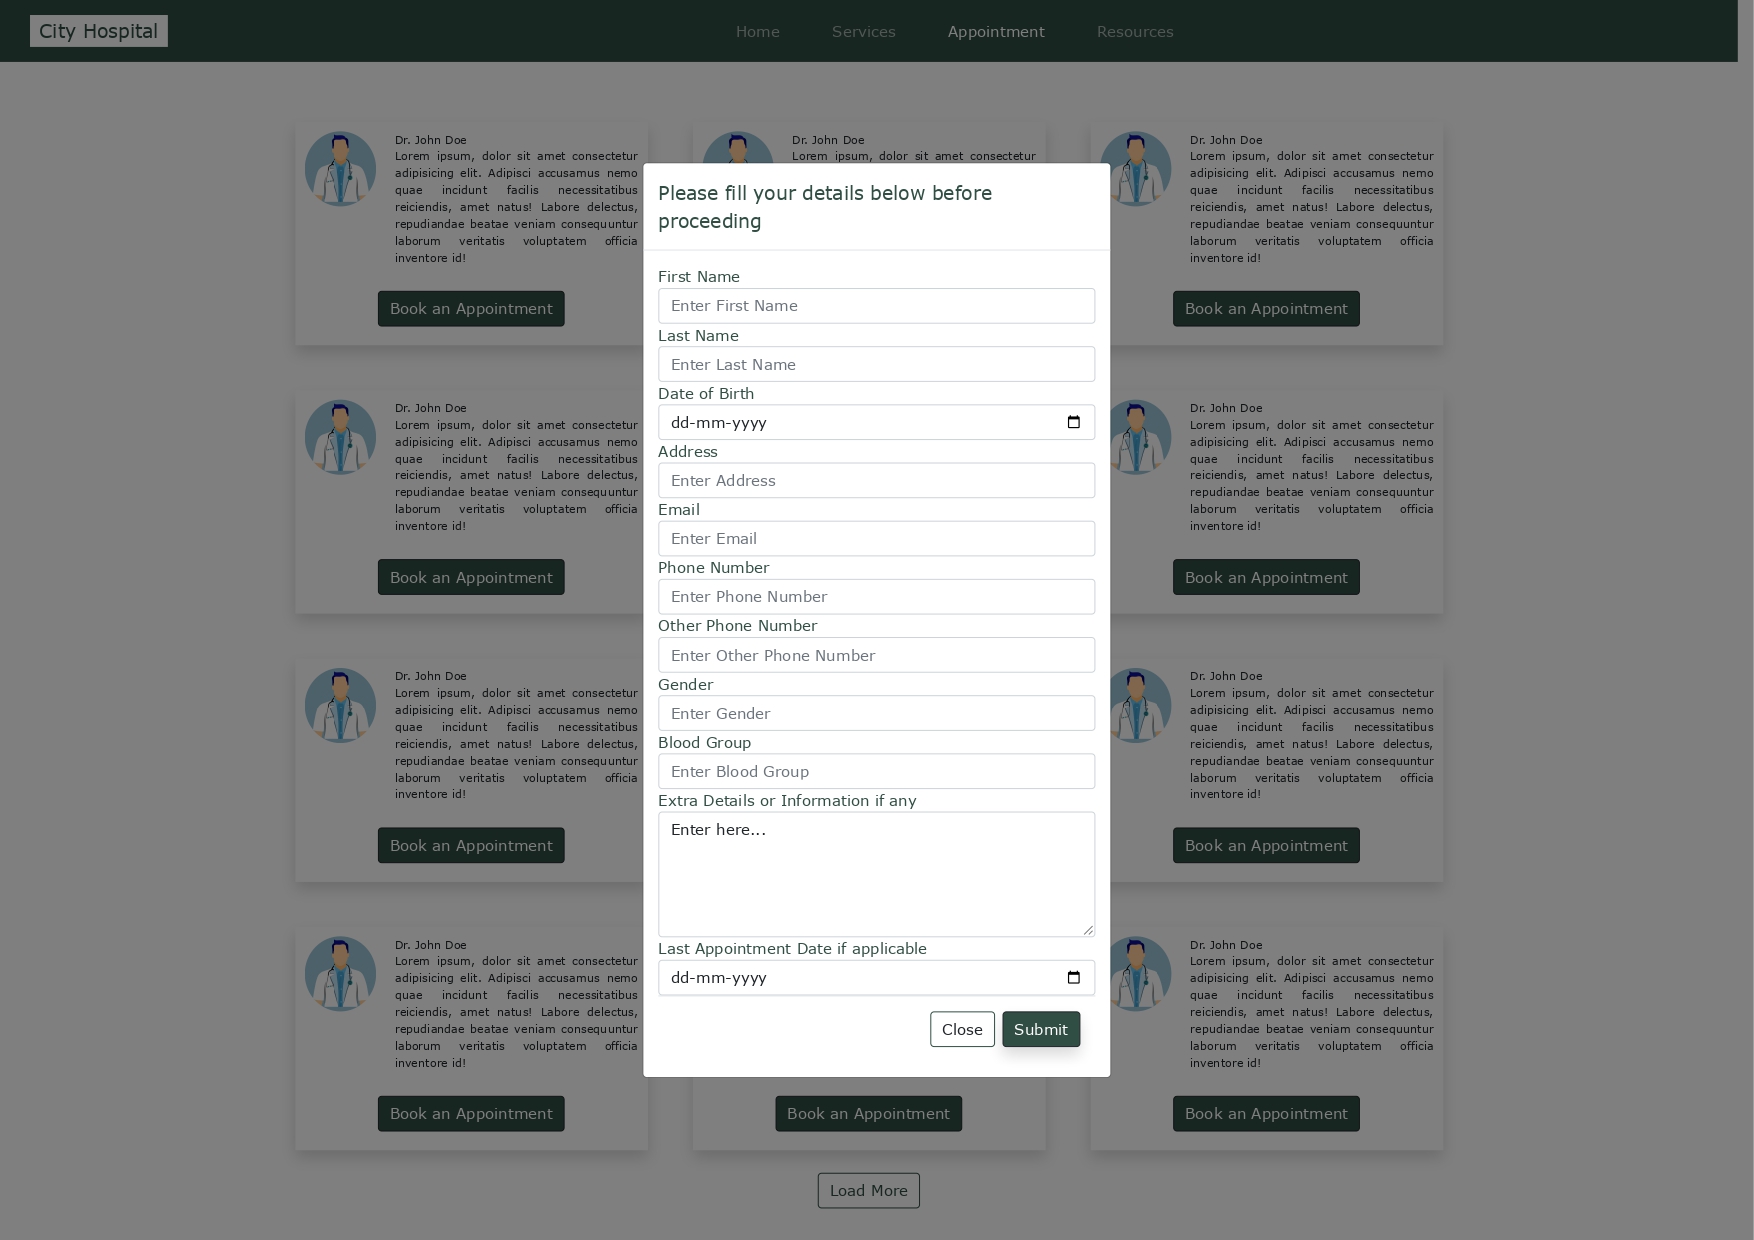 City Hospital
Home
Services
Appointment
Resources
Dr. John Doe
Lorem ipsum, dolor sit amet consectetur
adipisicing elit. Adipisci accusamus nemo
quae incidunt facilis necessitatibus
reiciendis, amet natus! Labore delectus,
repudiandae beatae veniam consequuntur
laborum veritatis voluptatem officia
inventore id!
Book an Appointment
Dr. John Doe
Lorem ipsum, dolor sit amet consectetur
Dr. John Doe
Lorem ipsum, dolor sit amet consectetur
adipisicing elit. Adipisci accusamus nemo
quae incidunt facilis necessitatibus
reiciendis, amet natus! Labore delectus,
repudiandae beatae veniam consequuntur
laborum veritatis voluptatem officia
inventore id!
Book an Appointment
Dr. John Doe
Lorem ipsum, dolor sit amet consectetur
adipisicing elit. Adipisci accusamus nemo
quae incidunt facilis necessitatibus
reiciendis, amet natus! Labore delectus,
repudiandae beatae veniam consequuntur
laborum veritatis voluptatem officia
inventore id!
Book an Appointment
Dr. John Doe
Lorem ipsum, dolor sit amet consectetur
adipisicing elit. Adipisci accusamus nemo
quae incidunt facilis necessitatibus
reiciendis, amet natus! Labore delectus,
repudiandae beatae veniam consequuntur
laborum veritatis voluptatem officia
inventore id!
Book an Appointment
Dr. John Doe
Lorem ipsum, dolor sit amet consectetur
adipisicing elit. Adipisci accusamus nemo
quae incidunt facilis necessitatibus
reiciendis, amet natus! Labore delectus,
repudiandae beatae veniam consequuntur
laborum veritatis voluptatem officia
inventore id!
Book an Appointment
Dr. John Doe
Lorem ipsum, dolor sit amet consectetur
adipisicing elit. Adipisci accusamus nemo
quae incidunt facilis necessitatibus
reiciendis, amet natus! Labore delectus,
repudiandae beatae veniam consequuntur
laborum veritatis voluptatem officia
inventore id!
Book an Appointment
Dr. John Doe
Lorem ipsum, dolor sit amet consectetur
adipisicing elit. Adipisci accusamus nemo
quae incidunt facilis necessitatibus
reiciendis, amet natus! Labore delectus,
repudiandae beatae veniam consequuntur
laborum veritatis voluptatem officia
inventore id!
Book an Appointment
Book an Appointment
Dr. John Doe
Lorem ipsum, dolor sit amet consectetur
adipisicing elit. Adipisci accusamus nemo
quae incidunt facilis necessitatibus
reiciendis, amet natus! Labore delectus,
repudiandae beatae veniam consequuntur
laborum veritatis voluptatem officia
inventore id!
Book an Appointment
Load More
Please fill your details below before
proceeding
First Name
Enter First Name
Last Name
Enter Last Name
Date of Birth
dd-mm-yyyy
Address
Enter Address
Email
Enter Email
Phone Number
Enter Phone Number
Other Phone Number
Enter Other Phone Number
Gender
Enter Gender
Blood Group
Enter Blood Group
Extra Details or Information if any
Enter here...
Last Appointment Date if applicable
dd-mm-yyyy
Close
Submit